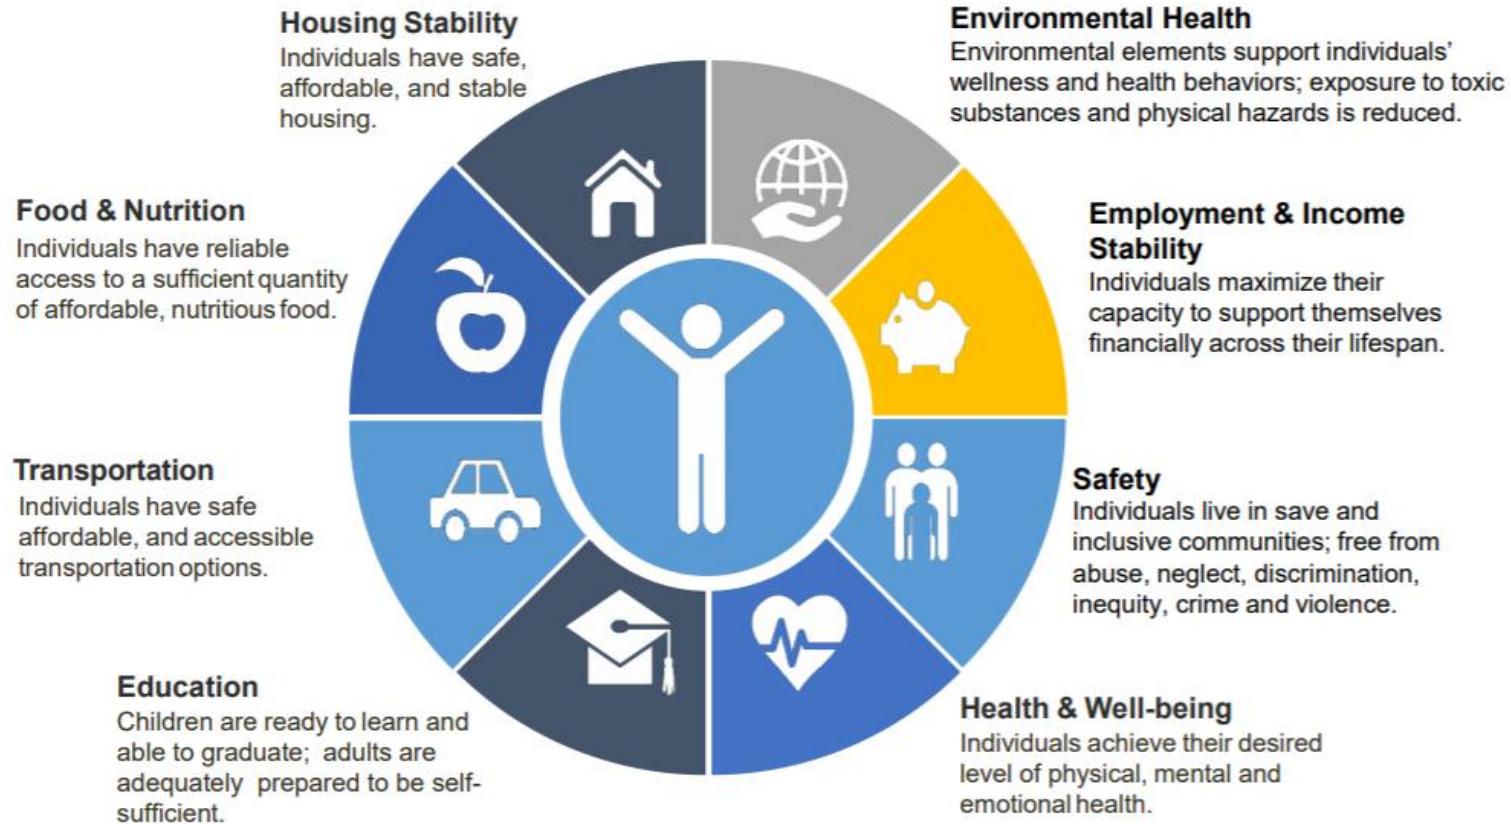 Housing Stability
Individuals have safe,
affordable, and stable
housing.
Environmental Health
Environmental elements support individuals’
wellness and health behaviors; exposure to toxic
substances and physical hazards is reduced.
Food & Nutrition
Individuals have reliable
access to a sufficient quantity
of affordable, nutritious food.
Employment & Income
Stability
Individuals maximize their
capacity to support themselves
financially across their lifespan.
Transportation
Individuals have safe
affordable, and accessible
transportation options.
Safety
Individuals live in save and
inclusive communities; free from
abuse, neglect, discrimination,
inequity, crime and violence.
Education
Children are ready to learn and
able to graduate; adults are
adequately prepared to be self-
sufficient.
Health & Well-being
Individuals achieve their desired
level of physical, mental and
emotional health.